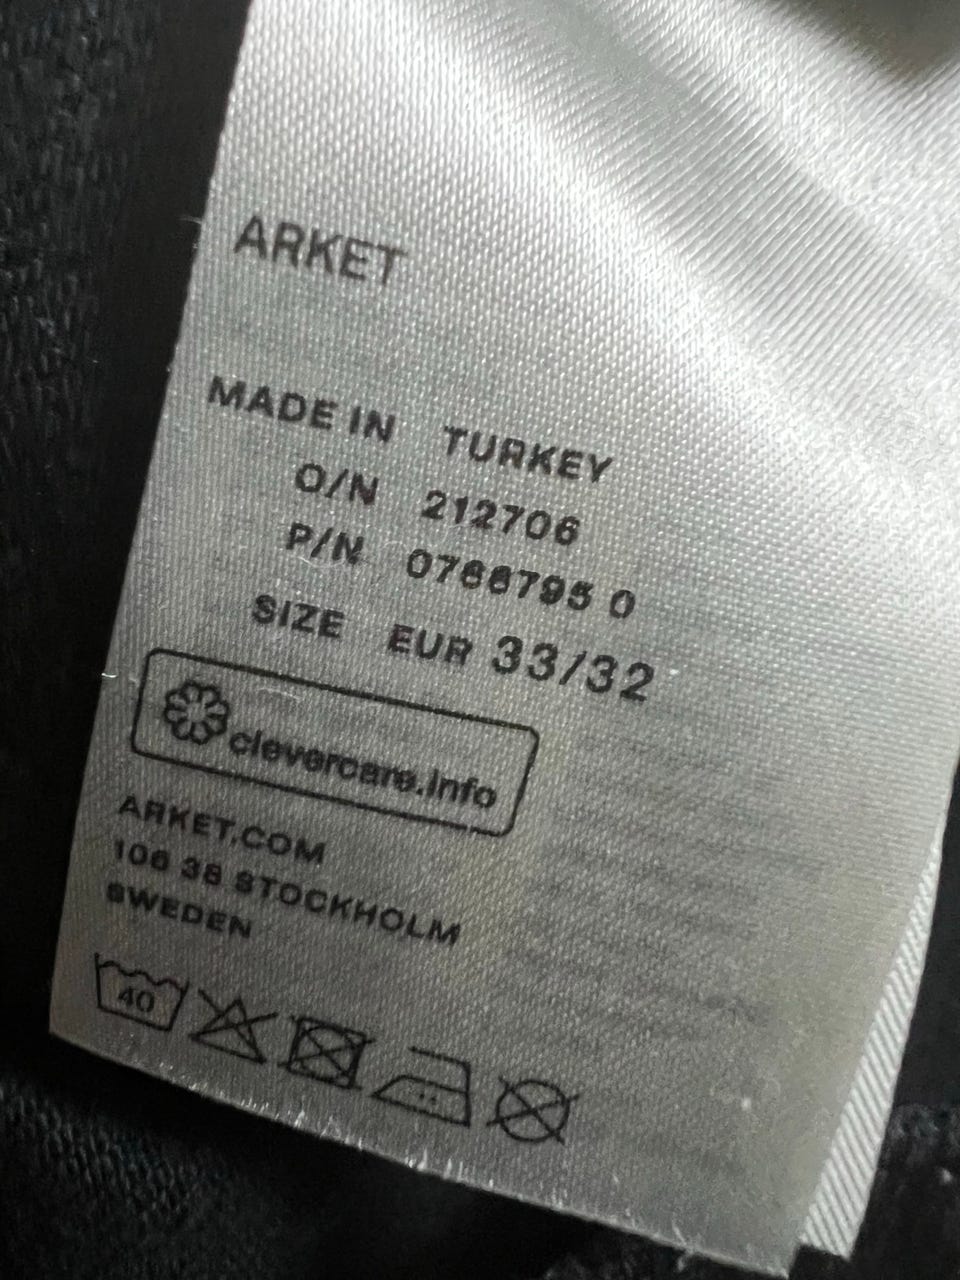 ARKET
MADE IN TURKEY
O/N 212706
P/N 0766795 0
SIZE EUR 33/32
clevercare.info
ARKET.COM
106 38 STOCKHOLM
SWEDEN
40